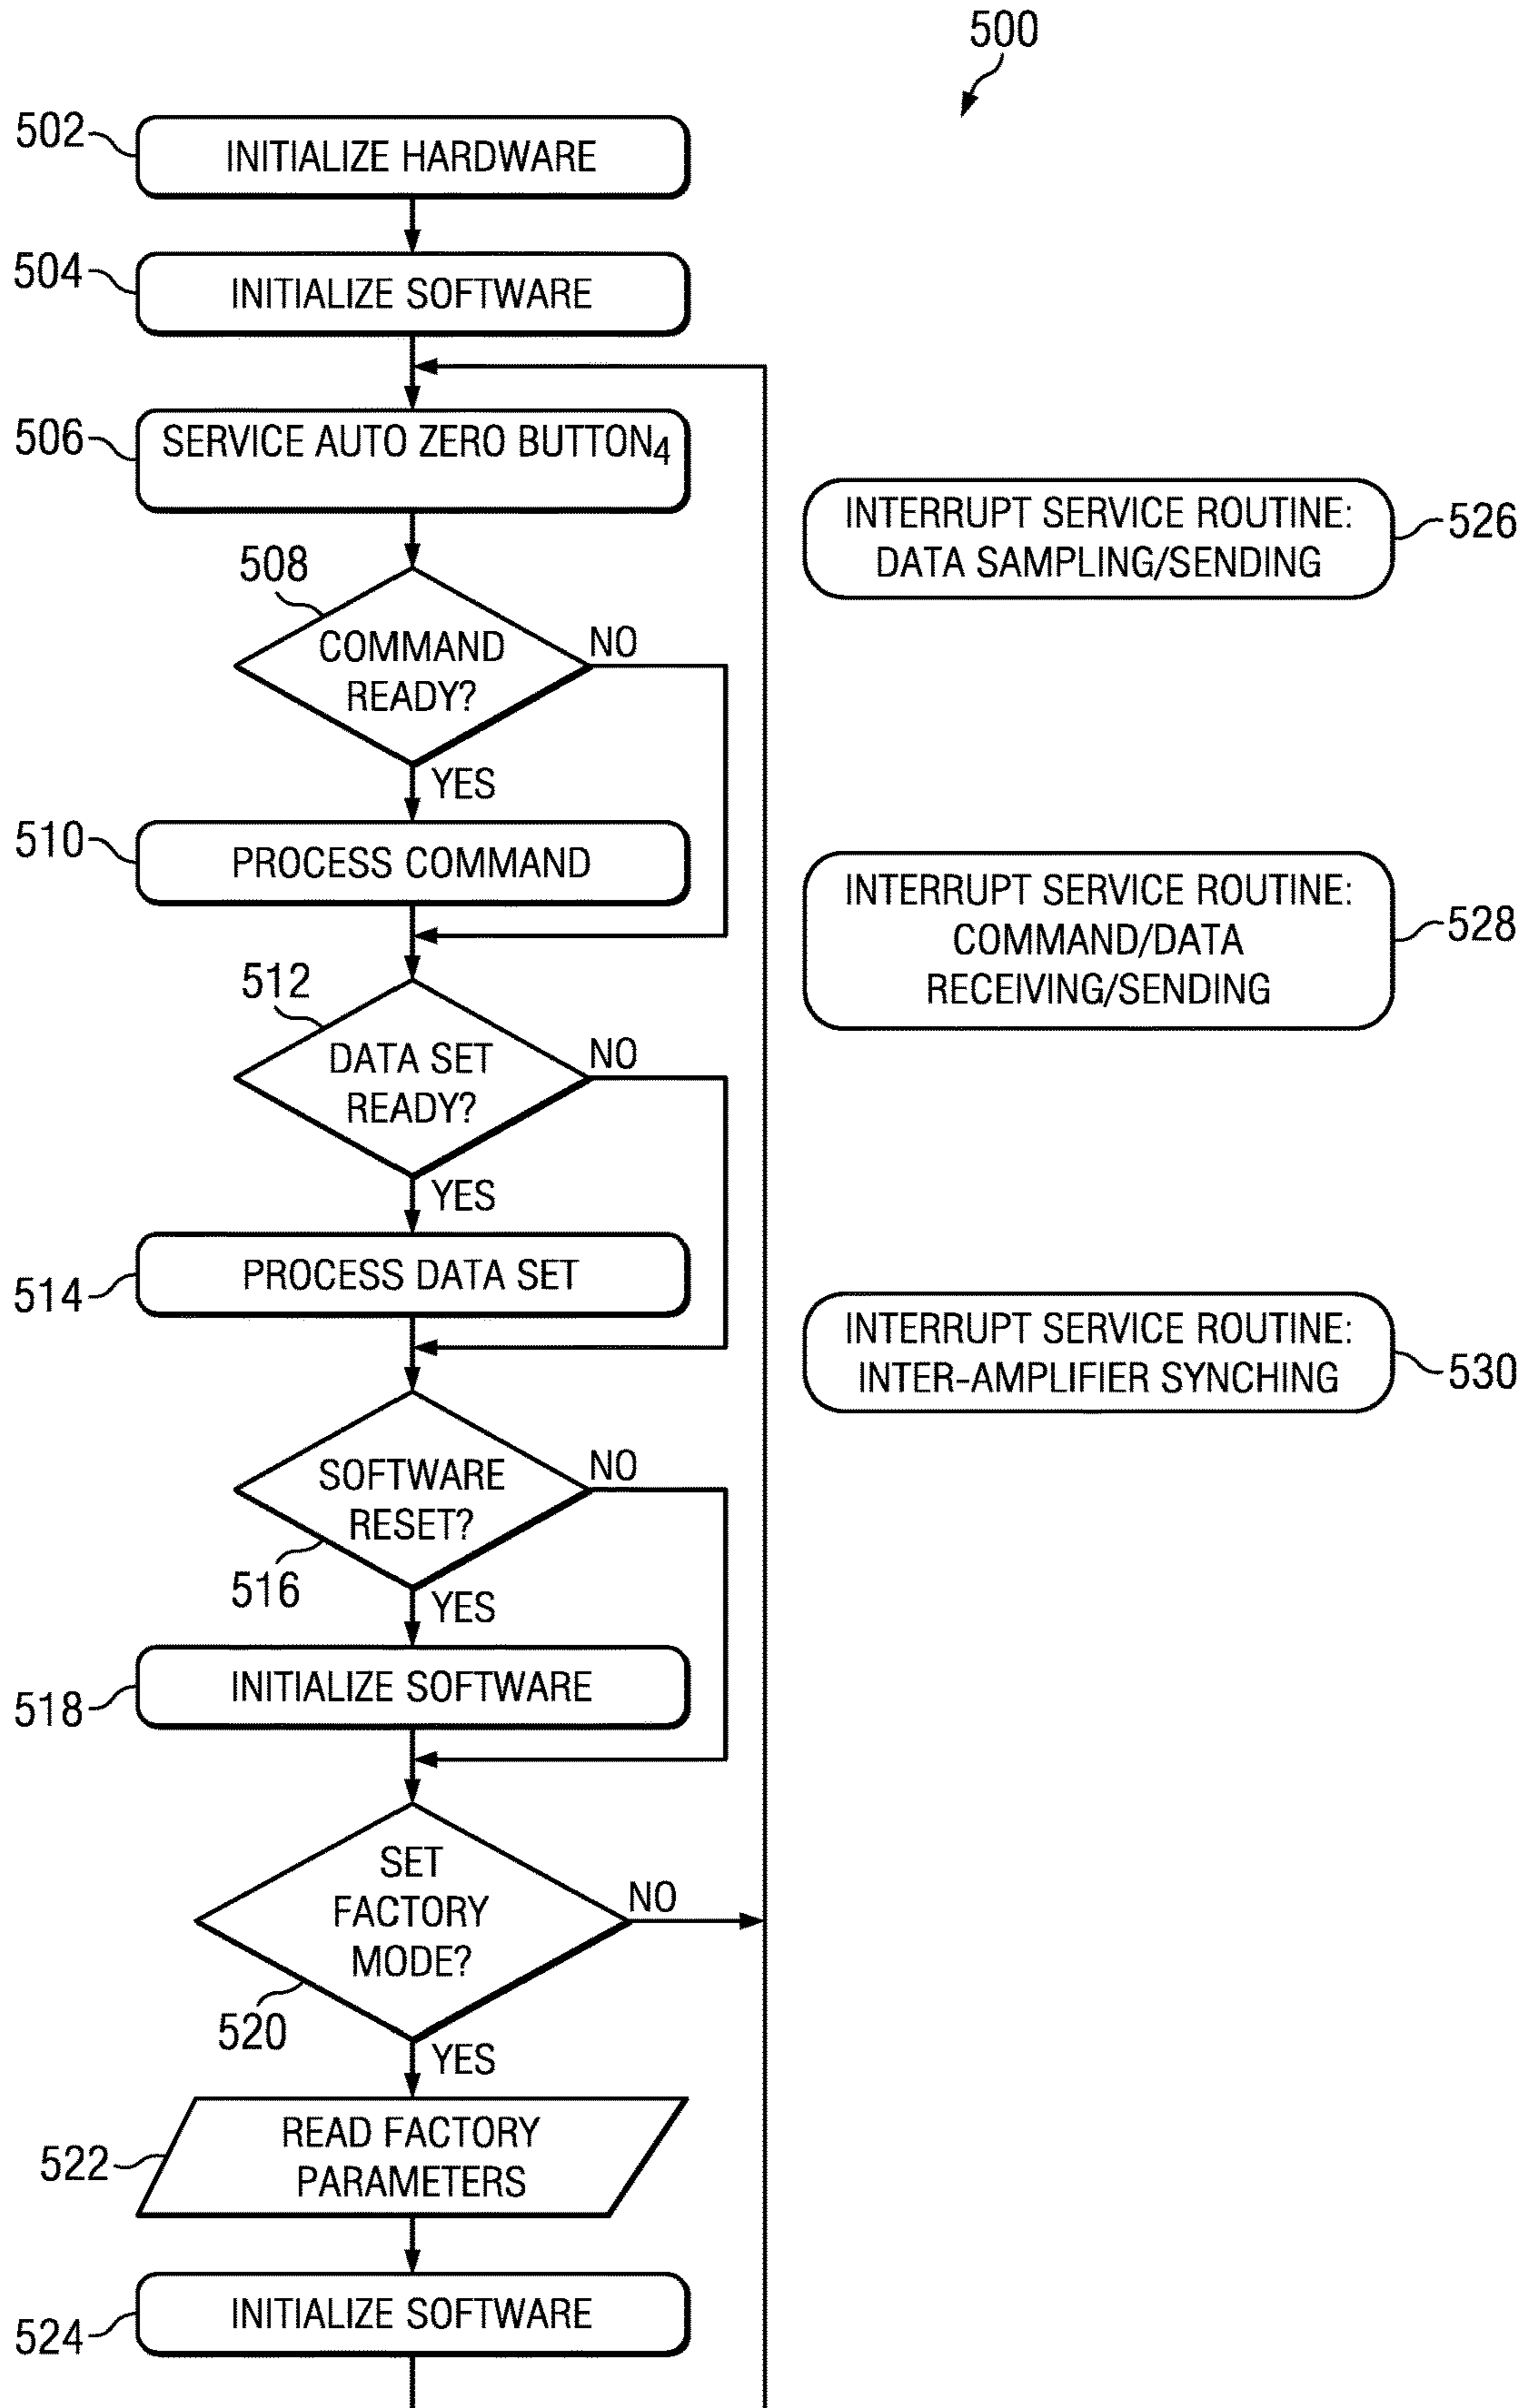 500
502
INITIALIZE HARDWARE
504
INITIALIZE SOFTWARE
506
SERVICE AUTO ZERO BUTTON4
508
COMMAND
READY?
NO
YES
510
PROCESS COMMAND
512
DATA SET
READY?
NO
YES
514
PROCESS DATA SET
516
SOFTWARE
RESET?
NO
YES
518
INITIALIZE SOFTWARE
520
SET
FACTORY
MODE?
NO
YES
522
READ FACTORY
PARAMETERS
524
INITIALIZE SOFTWARE
INTERRUPT SERVICE ROUTINE:
DATA SAMPLING/SENDING
526
INTERRUPT SERVICE ROUTINE:
COMMAND/DATA
RECEIVING/SENDING
528
INTERRUPT SERVICE ROUTINE:
INTER-AMPLIFIER SYNCHING
530